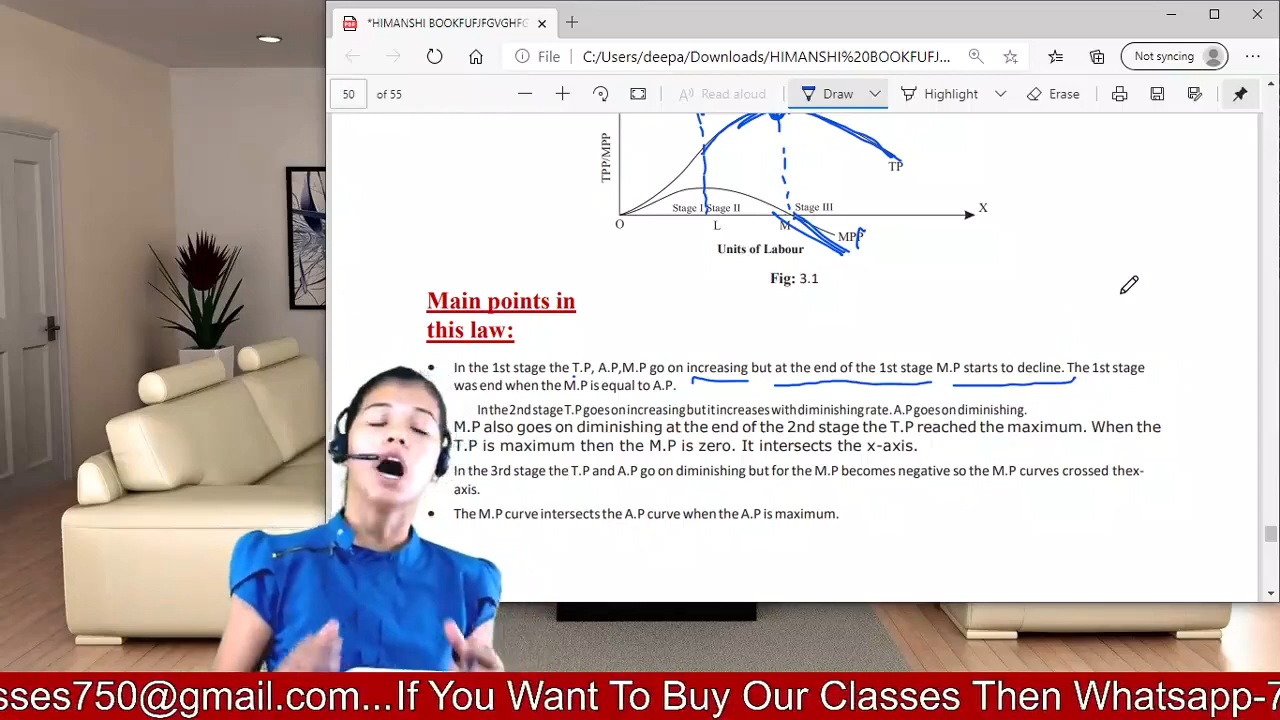 *HIMANSHI BOOKFUFJFGVGHFG
File C:/Users/deepa/Downloads/HIMANSHI%20BOOKFUFJ... Not syncing
50 of 55 Read aloud Draw Highlight Erase
TPP/MPP
TP
Stage I Stage II Stage III X
O L M MPP
Units of Labour
Fig: 3.1
Main points in
this law:
• In the 1st stage the T.P, A.P,M.P go on increasing but at the end of the 1st stage M.P starts to decline. The 1st stage
was end when the M.P is equal to A.P.
In the 2nd stage T.P goes on increasing but it increases with diminishing rate. A.P goes on diminishing.
M.P also goes on diminishing at the end of the 2nd stage the T.P reached the maximum. When the
T.P is maximum then the M.P is zero. It intersects the x-axis.
In the 3rd stage the T.P and A.P go on diminishing but for the M.P becomes negative so the M.P curves crossed thex-
axis.
• The M.P curve intersects the A.P curve when the A.P is maximum.
sses750@gmail.com...If You Want To Buy Our Classes Then Whatsapp-7